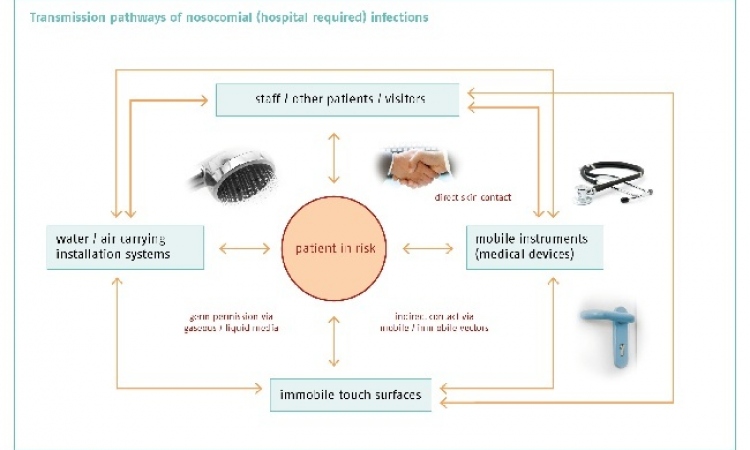 Transmission pathways of nosocomial (hospital required) infections
staff / other patients / visitors
direct skin contact
water / air carrying
installation systems
patient in risk
mobile instruments
(medical devices)
germ permission via
gaseous / liquid media
indirect contact via
mobile / immobile vectors
immobile touch surfaces